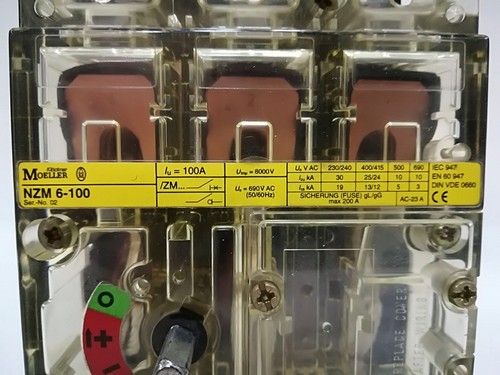 Klöckner
MOELLER
NZM 6-100
Ser.-No. 02
Iu = 100A
/ZM...
Uimp = 8000V
Ue = 690V AC
(50/60Hz)
Ue V AC 230/240 400/415 500 690
kA 30 25/24 10 10
kA 19 13/12 5 3
SICHERUNG (FUSE) gL/gG
max 200 A
AC-23 A
IEC 947
EN 60 947
DIN VDE 0660
CE
O
+
I
REPLACE COVER